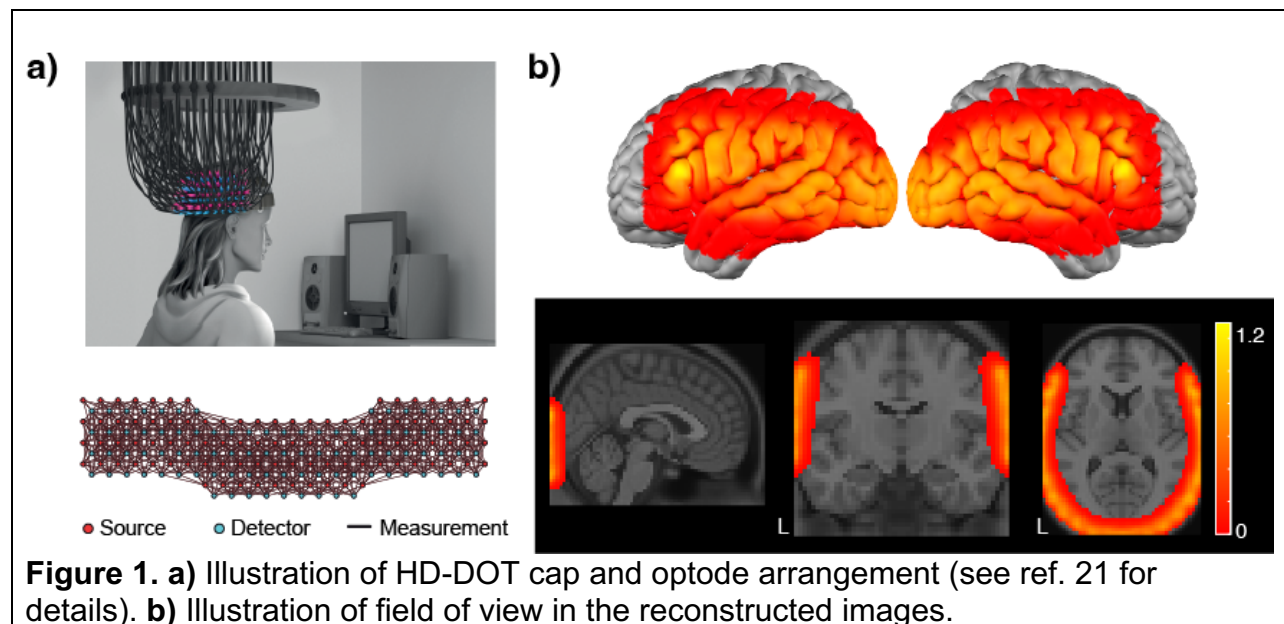 a)
b)
1.2
0
L
L
Source Detector Measurement
Figure 1. a) Illustration of HD-DOT cap and optode arrangement (see ref. 21 for
details). b) Illustration of field of view in the reconstructed images.